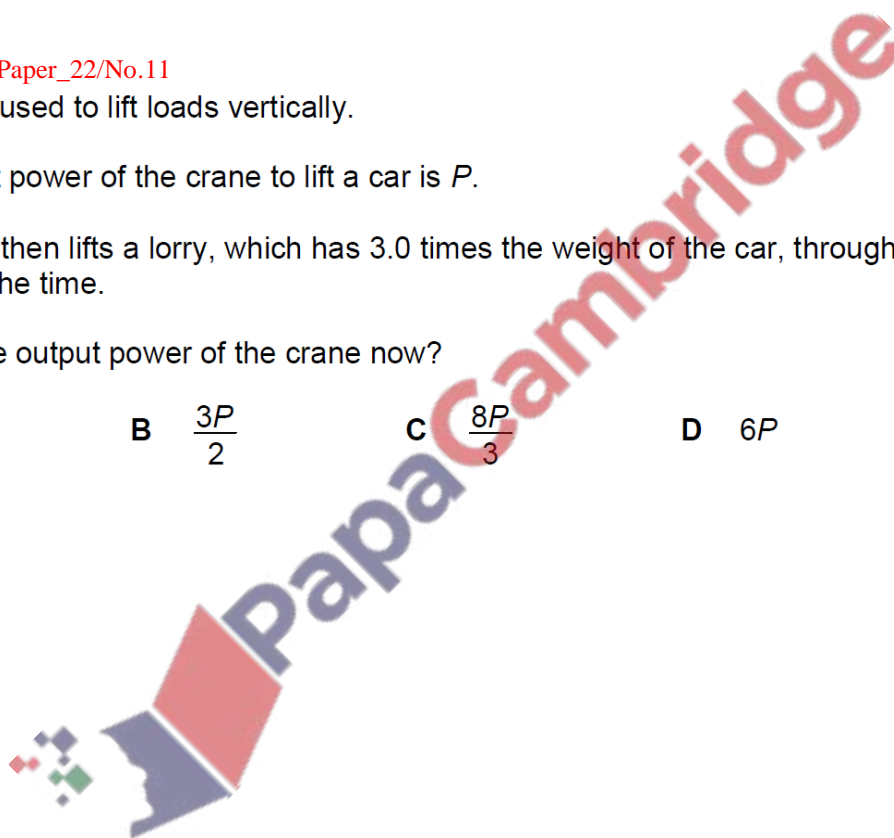 Paper_22/No.11
used to lift loads vertically.
power of the crane to lift a car is P.
then lifts a lorry, which has 3.0 times the weight of the car, through
he time.
output power of the crane now?
B 3P/2 C 8P/3 D 6P
PapaCambridge